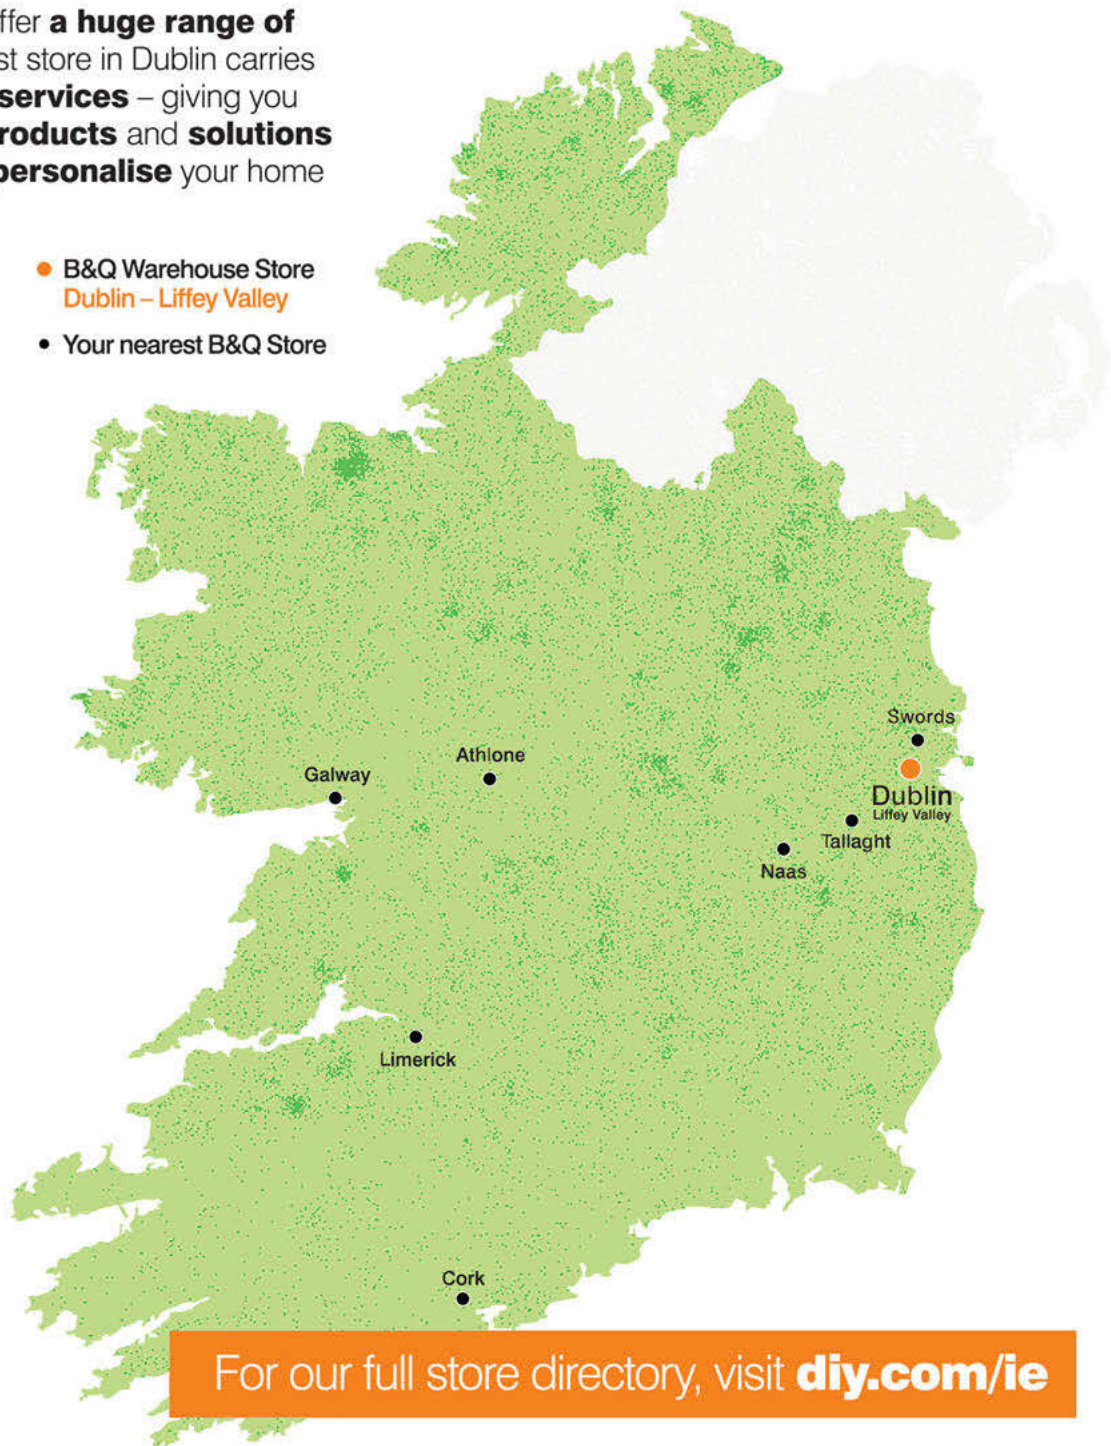 ffer a huge range of
st store in Dublin carries
services – giving you
roducts and solutions
personalise your home
B&Q Warehouse Store
Dublin – Liffey Valley
Your nearest B&Q Store
Swords
Athlone
Galway
Dublin
Liffey Valley
Tallaght
Naas
Limerick
Cork
For our full store directory, visit diy.com/ie